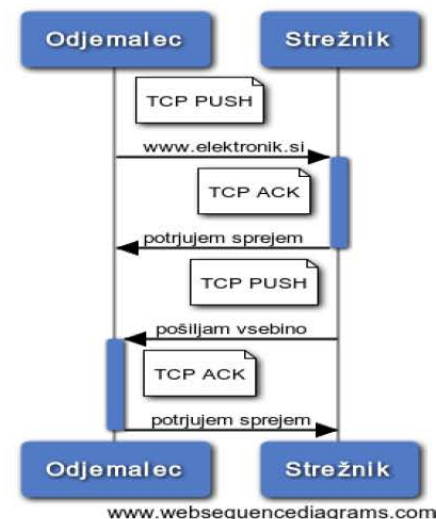 Odjemalec Strežnik
TCP PUSH
www.elektronik.si
TCP ACK
potrjujem sprejem
TCP PUSH
pošiljam vsebino
TCP ACK
potrjujem sprejem
Odjemalec Strežnik
www.websequencediagrams.com